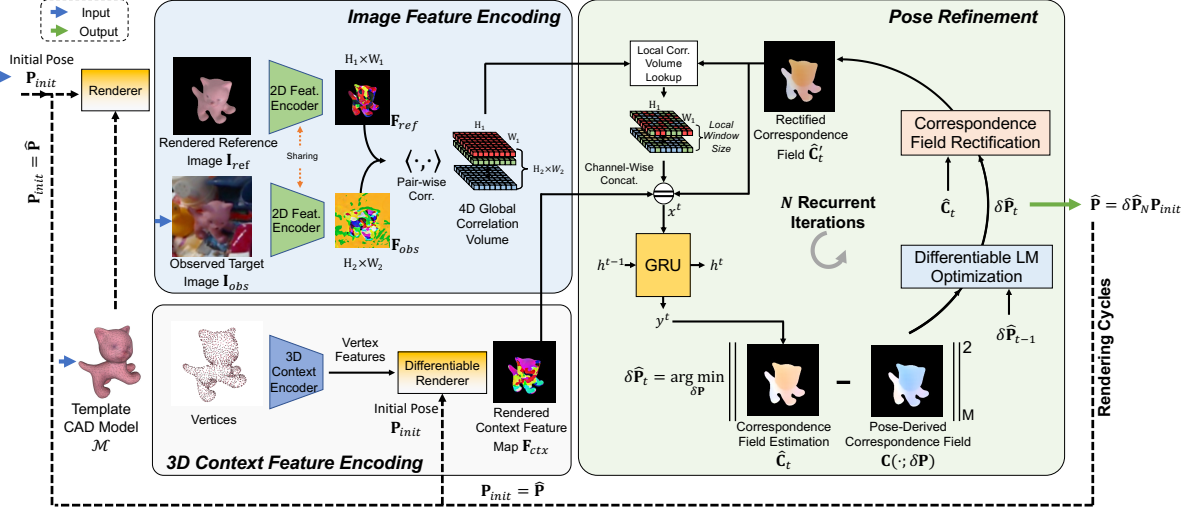 Input
Output
Initial Pose
P_init
Renderer
P_init = P̂
Template
CAD Model
ℳ
Image Feature Encoding
Rendered Reference
Image I_ref
2D Feat.
Encoder
Sharing
2D Feat.
Encoder
Observed Target
Image I_obs
H₁×W₁
F_ref
F_obs
H₂×W₂
⟨·,·⟩
Pair-wise
Corr.
H₁
W₁
H₂×W₂
4D Global
Correlation
Volume
3D Context Feature Encoding
Vertices
3D
Context
Encoder
Vertex
Features
Differentiable
Renderer
Initial Pose
P_init
Rendered
Context Feature
Map F_ctx
Pose Refinement
Local Corr.
Volume
Lookup
H₁
W₁
Local
Window
Size
Channel-Wise
Concat.
x^t
h^{t−1}
GRU
h^t
y^t
Rectified
Correspondence
Field Ĉ′_t
N Recurrent
Iterations
Correspondence
Field Rectification
Ĉ_t
δP̂_t
Differentiable LM
Optimization
δP̂_{t−1}
δP̂_t = arg min
δP
2
M
−
Correspondence
Field Estimation
Ĉ_t
Pose-Derived
Correspondence Field
C(·; δP)
P̂ = δP̂_N P_init
Rendering Cycles
P_init = P̂